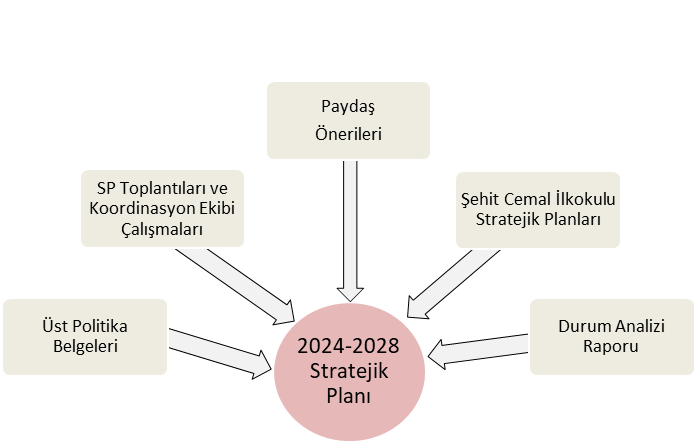 Paydaş
Önerileri
SP Toplantıları ve
Koordinasyon Ekibi
Çalışmaları
Şehit Cemal İlkokulu
Stratejik Planları
Üst Politika
Belgeleri
2024-2028
Stratejik
Planı
Durum Analizi
Raporu